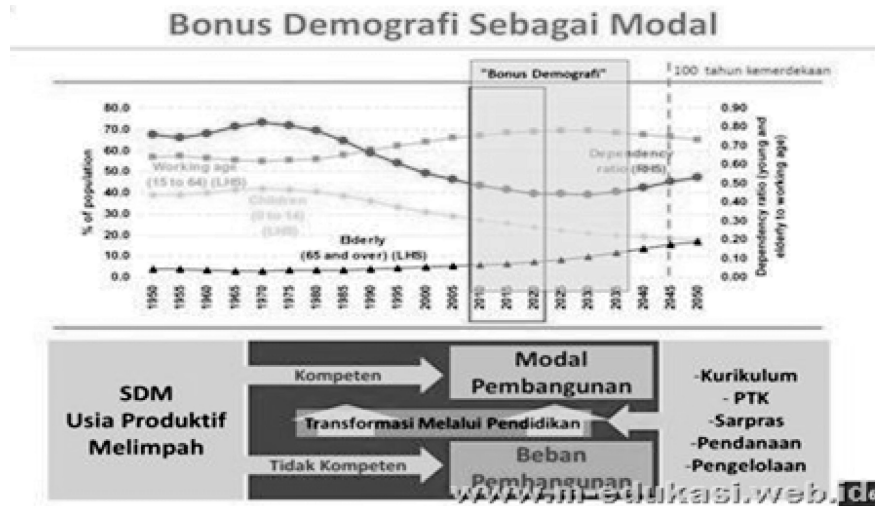 Bonus Demografi Sebagai Modal
"Bonus Demografi"
100 tahun kemerdekaan
80.0
70.0
60.0
50.0
40.0
30.0
20.0
10.0
0.0
% of population
0.90
0.80
0.70
0.60
0.50
0.40
0.30
0.20
0.10
0.00
Dependency ratio (young and
elderly to working age)
Working age
(15 to 64) (LHS)
Children
(0 to 14)
(LHS)
Elderly
(65 and over) (LHS)
Dependency
ratio (RHS)
1950
1955
1960
1965
1970
1975
1980
1985
1990
1995
2000
2005
2010
2015
2020
2025
2030
2035
2040
2045
2050
SDM
Usia Produktif
Melimpah
Kompeten
Modal
Pembangunan
Transformasi Melalui Pendidikan
Tidak Kompeten
Beban
Pembangunan
-Kurikulum
- PTK
-Sarpras
-Pendanaan
-Pengelolaan
www.m-edukasi.web.id